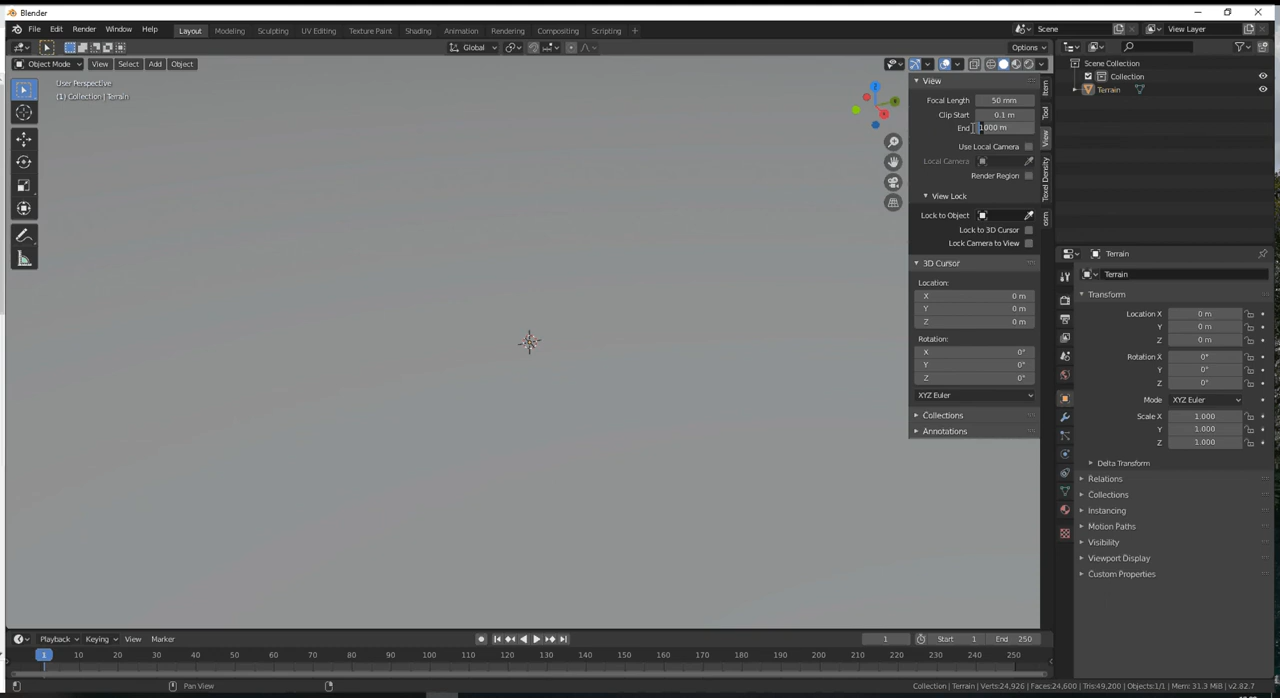 Blender
File Edit Render Window Help Layout Modeling Sculpting UV Editing Texture Paint Shading Animation Rendering Compositing Scripting + Scene View Layer
Global Options
Object Mode View Select Add Object
User Perspective
(1) Collection | Terrain
View
Focal Length 50 mm
Clip Start 0.1 m
End 1000 m
Use Local Camera
Local Camera
Render Region
View Lock
Lock to Object
Lock to 3D Cursor
Lock Camera to View
3D Cursor
Location:
X 0 m
Y 0 m
Z 0 m
Rotation:
X 0°
Y 0°
Z 0°
XYZ Euler
Collections
Annotations
Item
Tool
View
Texel Density
asm
Scene Collection
Collection
Terrain
Terrain
Terrain
Transform
Location X 0 m
Y 0 m
Z 0 m
Rotation X 0°
Y 0°
Z 0°
Mode XYZ Euler
Scale X 1.000
Y 1.000
Z 1.000
Delta Transform
Relations
Collections
Instancing
Motion Paths
Visibility
Viewport Display
Custom Properties
Playback Keying View Marker 1 Start 1 End 250
1 10 20 30 40 50 60 70 80 90 100 110 120 130 140 150 160 170 180 190 200 210 220 230 240 250
Pan View
Collection | Terrain | Verts:24,926 | Faces:24,600 | Tris:49,200 | Objects:1/1 | Mem: 31.3 MiB | v2.82.7